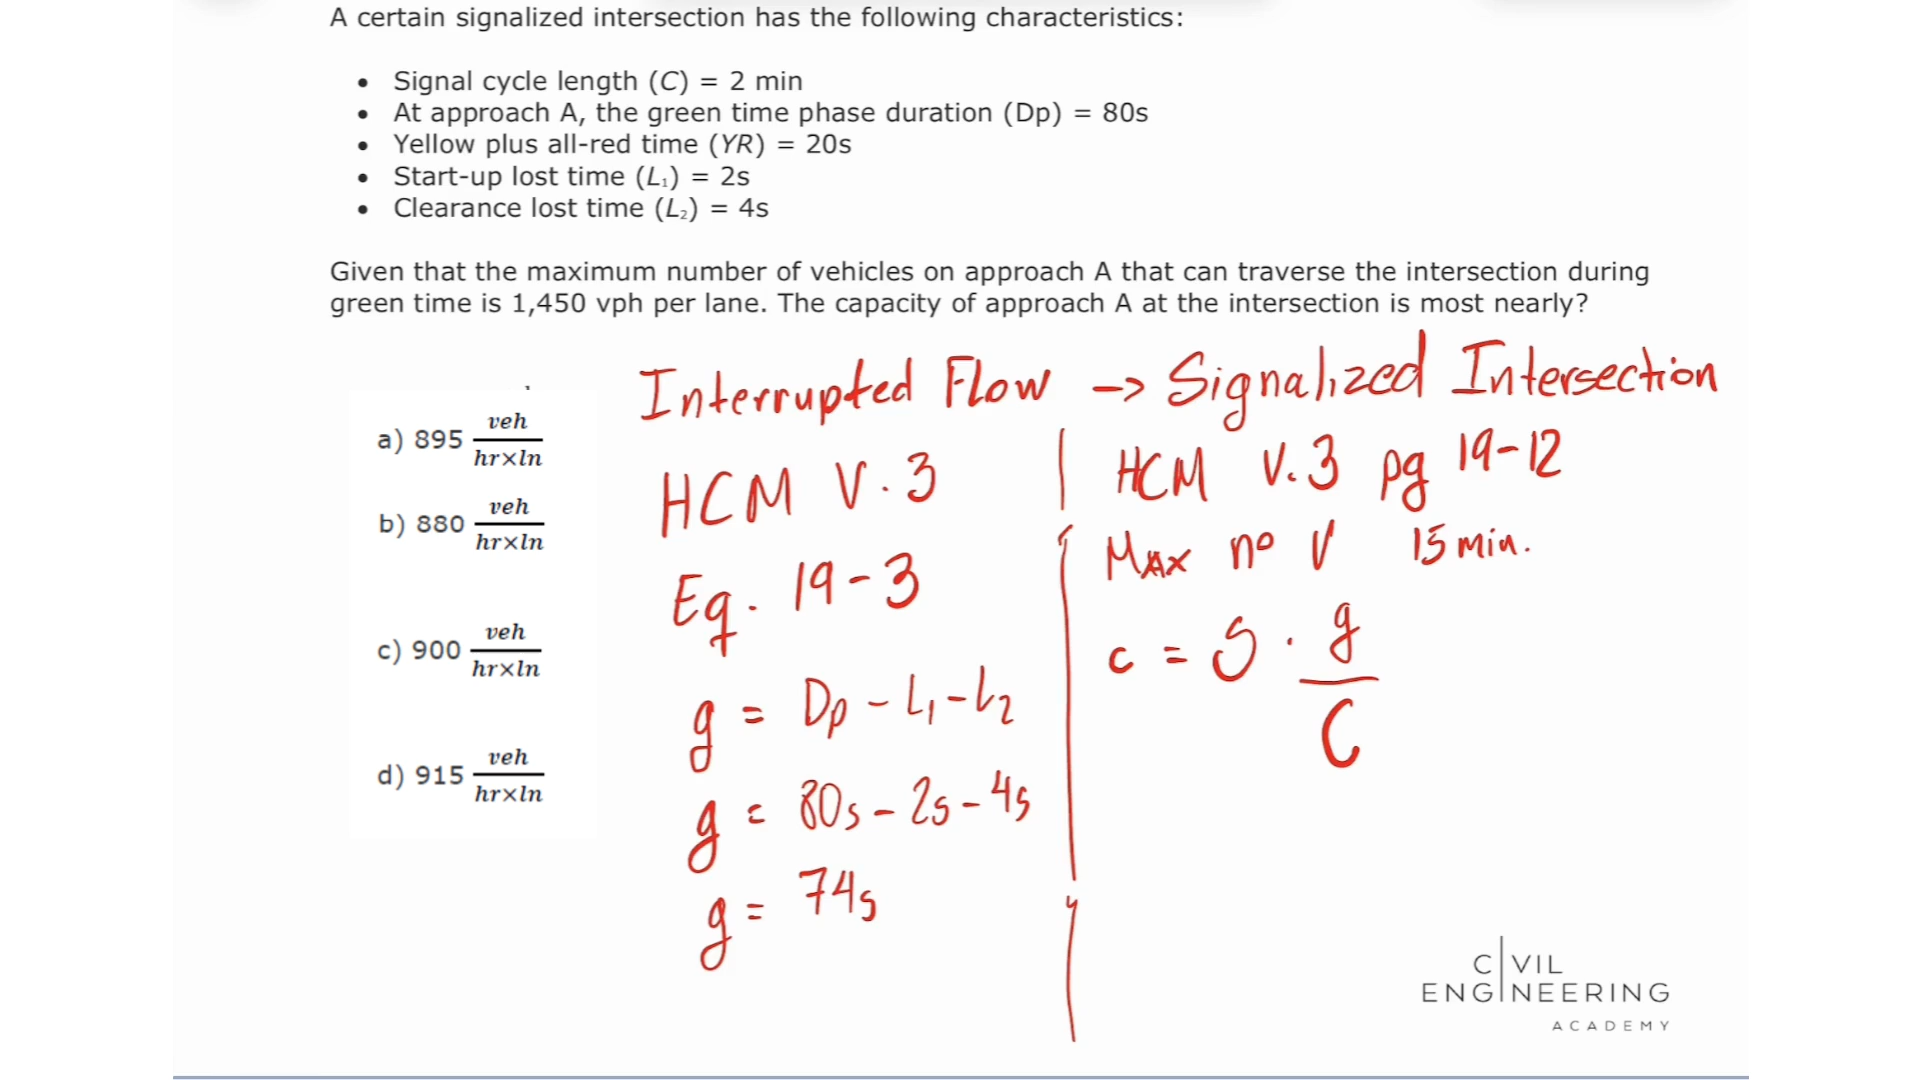 A certain signalized intersection has the following characteristics:
• Signal cycle length (C) = 2 min
• At approach A, the green time phase duration (Dp) = 80s
• Yellow plus all-red time (YR) = 20s
• Start-up lost time (L₁) = 2s
• Clearance lost time (L₂) = 4s
Given that the maximum number of vehicles on approach A that can traverse the intersection during
green time is 1,450 vph per lane. The capacity of approach A at the intersection is most nearly?
Interrupted Flow -> Signalized Intersection
a) 895 veh
hr×ln
b) 880 veh
hr×ln
c) 900 veh
hr×ln
d) 915 veh
hr×ln
HCM V.3
Eq. 19-3
g = Dp - L1 - L2
g = 80s - 2s - 4s
g = 74s
HCM V.3 pg 19-12
Max nº V 15 min.
c = S · g
C
CIVIL
ENGINEERING
ACADEMY